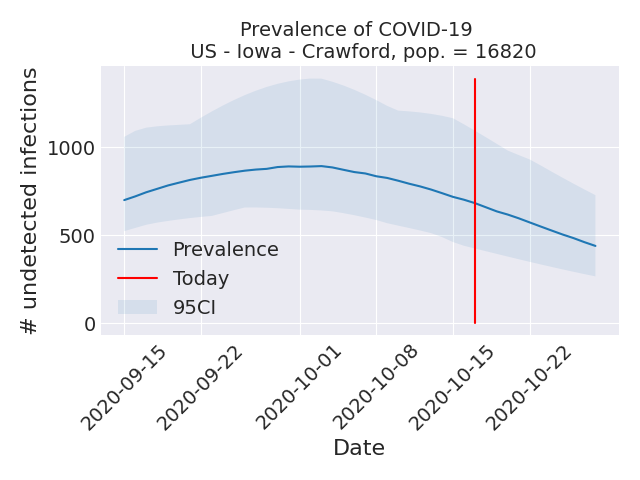 Prevalence of COVID-19
US - Iowa - Crawford, pop. = 16820
# undetected infections
1000
500
0
Prevalence
Today
95CI
2020-09-15
2020-09-22
2020-10-01
2020-10-08
2020-10-15
2020-10-22
Date